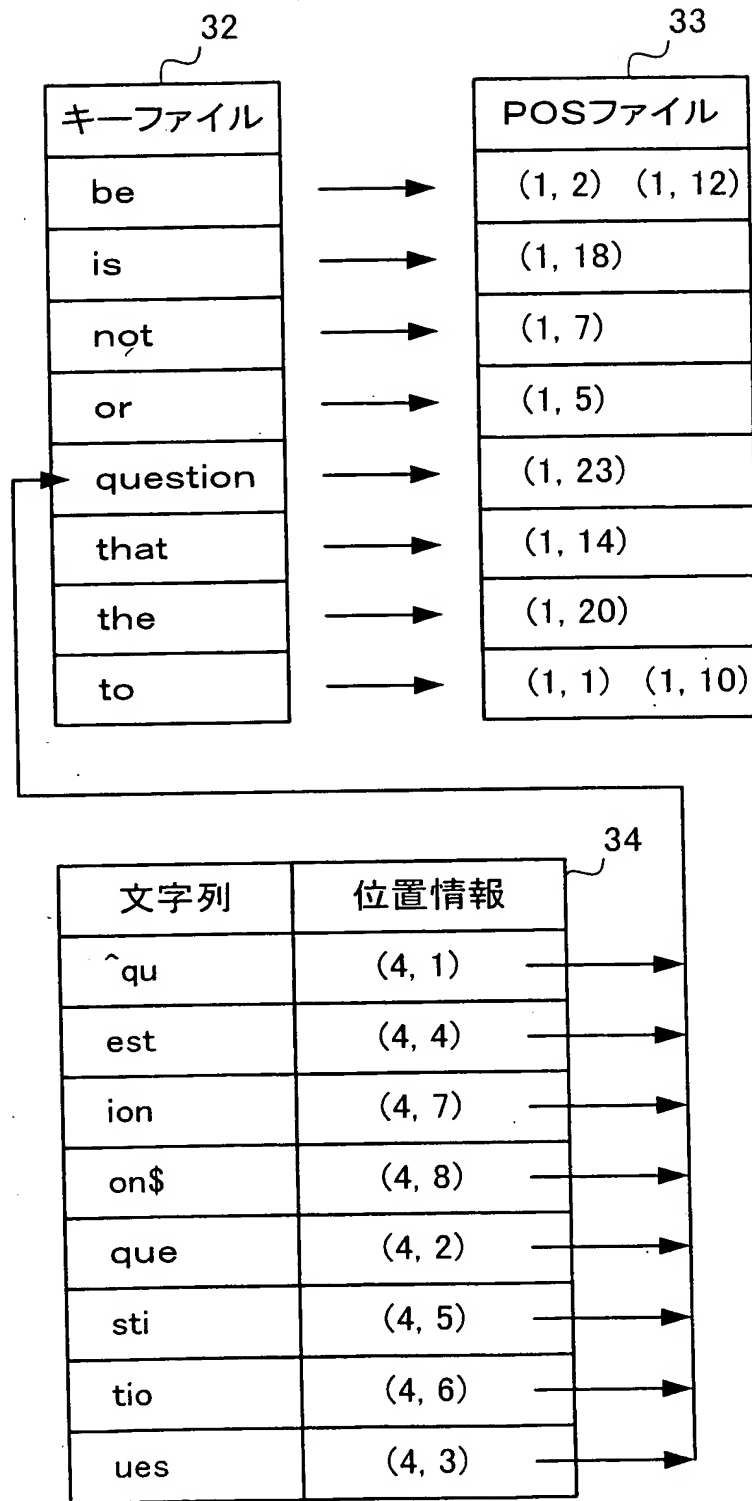 32 33
キーファイル POSファイル
be (1, 2) (1, 12)
is (1, 18)
not (1, 7)
or (1, 5)
question (1, 23)
that (1, 14)
the (1, 20)
to (1, 1) (1, 10)
34
文字列 位置情報
^qu (4, 1)
est (4, 4)
ion (4, 7)
on$ (4, 8)
que (4, 2)
sti (4, 5)
tio (4, 6)
ues (4, 3)